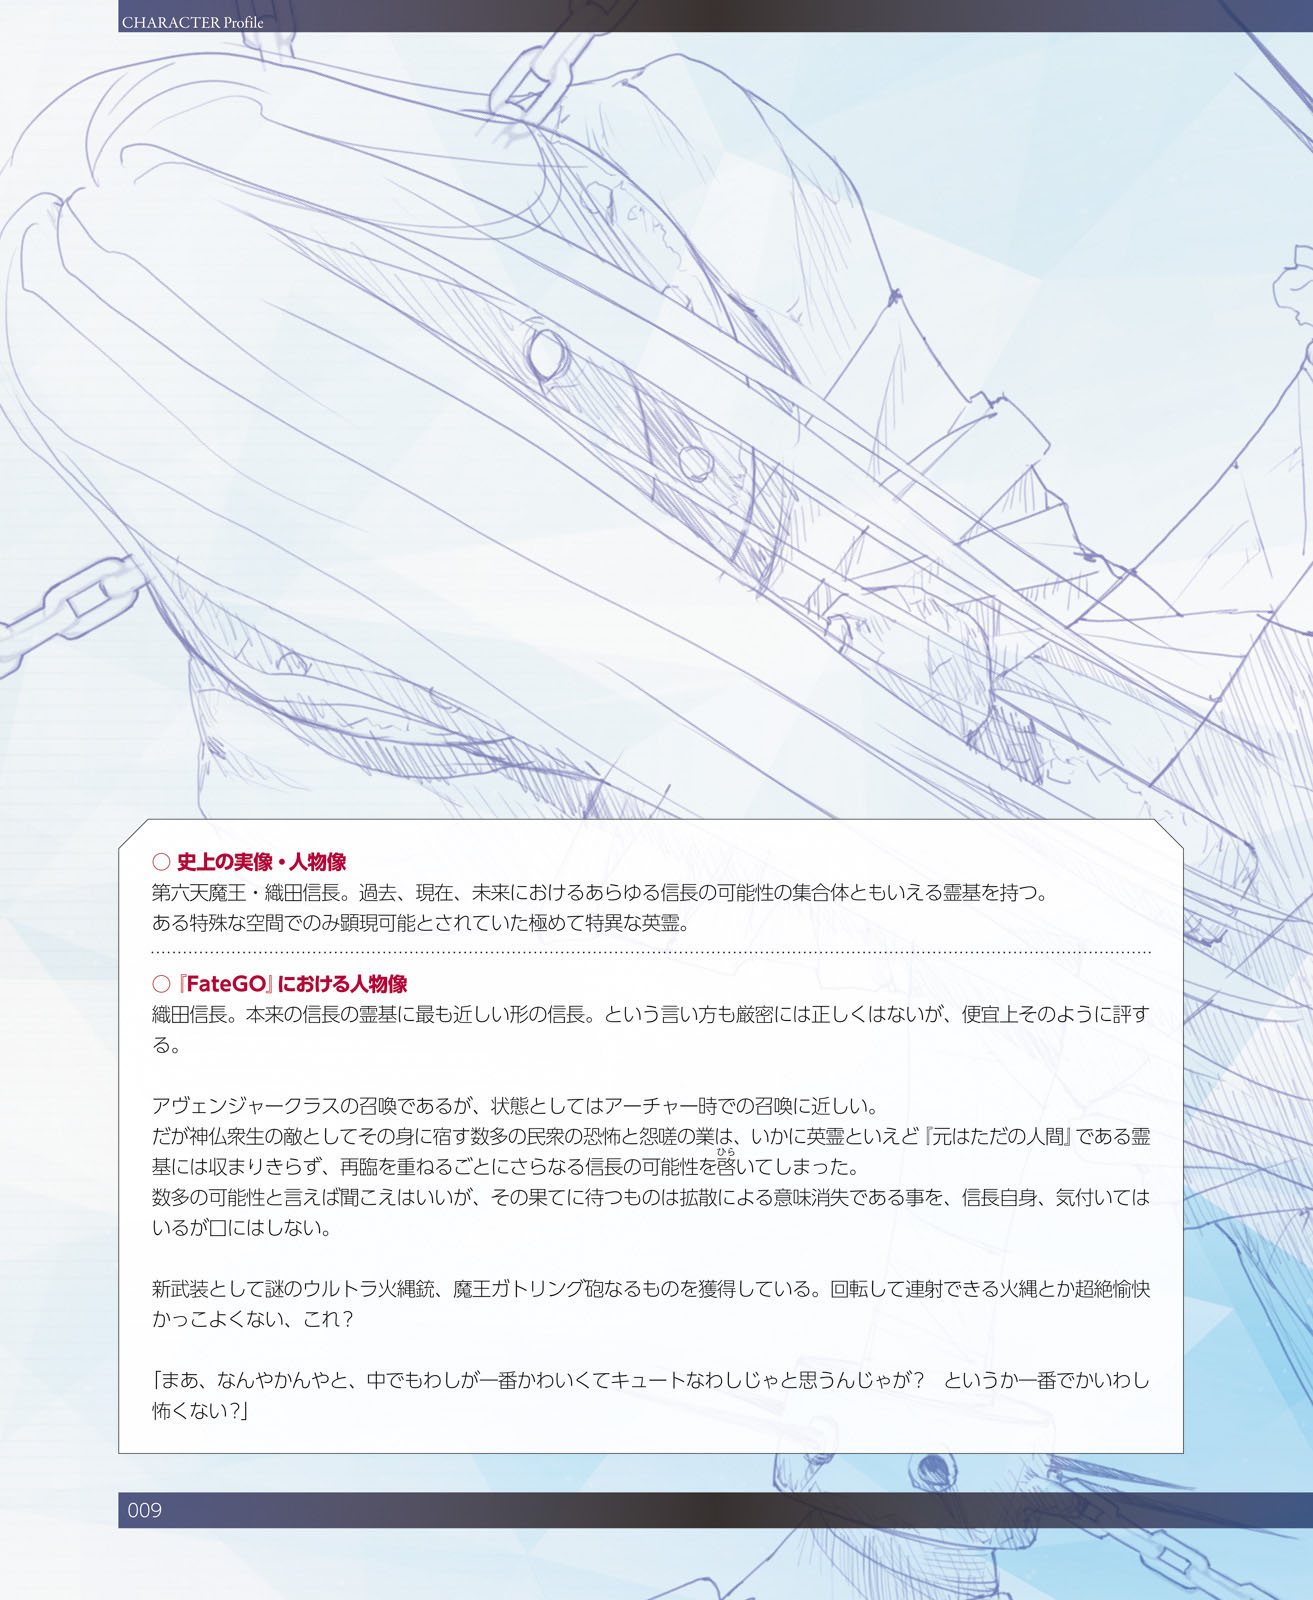 CHARACTER Profile
○ 史上の実像・人物像
第六天魔王・織田信長。過去、現在、未来におけるあらゆる信長の可能性の集合体ともいえる霊基を持つ。
ある特殊な空間でのみ顕現可能とされていた極めて特異な英霊。
○『FateGO』における人物像
織田信長。本来の信長の霊基に最も近しい形の信長。という言い方も厳密には正しくはないが、便宜上そのように評す
る。
アヴェンジャークラスの召喚であるが、状態としてはアーチャー時での召喚に近しい。
だが神仏衆生の敵としてその身に宿す数多の民衆の恐怖と怨嗟の業は、いかに英霊といえど『元はただの人間』である霊
ひら
基には収まりきらず、再臨を重ねるごとにさらなる信長の可能性を啓いてしまった。
数多の可能性と言えば聞こえはいいが、その果てに待つものは拡散による意味消失である事を、信長自身、気付いては
いるが口にはしない。
新武装として謎のウルトラ火縄銃、魔王ガトリング砲なるものを獲得している。回転して連射できる火縄とか超絶愉快
かっこよくない、これ？
「まあ、なんやかんやと、中でもわしが一番かわいくてキュートなわしじゃと思うんじゃが？　というか一番でかいわし
怖くない？」
009